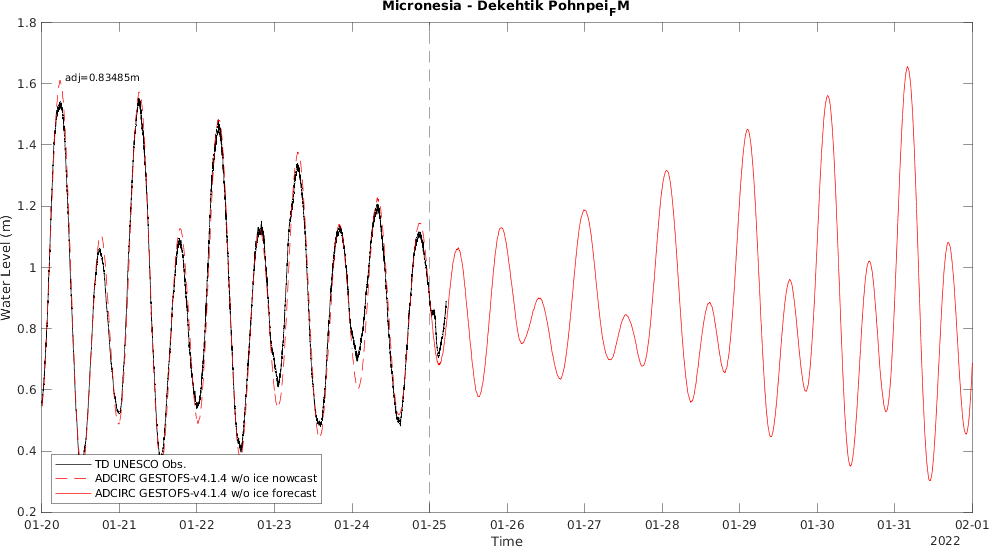 Micronesia - Dekehtik Pohnpei_FM
adj=0.83485m
Water Level (m)
1.8
1.6
1.4
1.2
1
0.8
0.6
0.4
0.2
TD UNESCO Obs.
ADCIRC GESTOFS-v4.1.4 w/o ice nowcast
ADCIRC GESTOFS-v4.1.4 w/o ice forecast
01-20 01-21 01-22 01-23 01-24 01-25 01-26 01-27 01-28 01-29 01-30 01-31 02-01
Time
2022